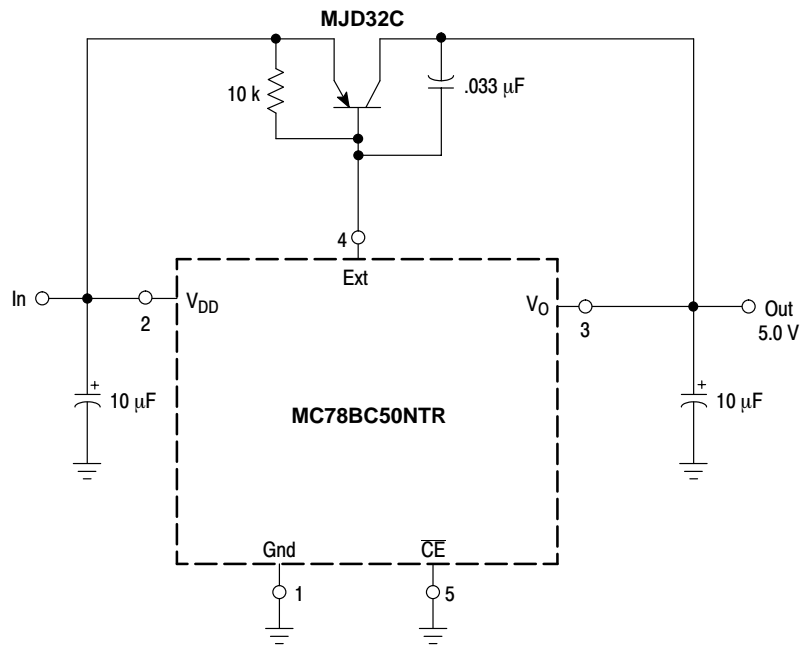 MJD32C
10 k
.033 μF
4
Ext
In
2
V_DD
V_O
3
Out
5.0 V
+
10 μF
MC78BC50NTR
+
10 μF
Gnd
C̅E̅
1
5